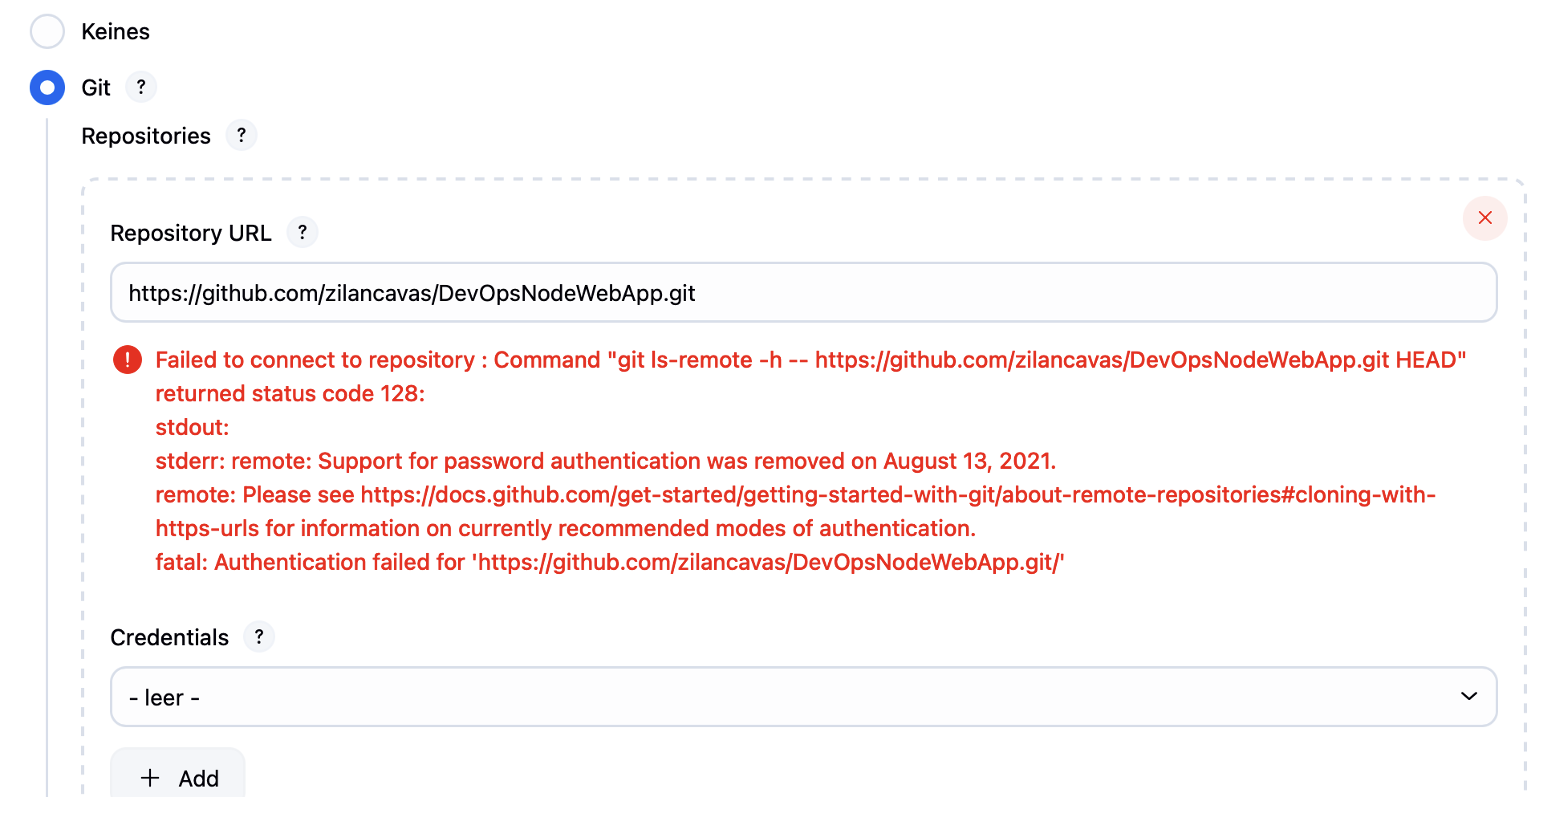 Keines
Git ?
Repositories ?
Repository URL ?
https://github.com/zilancavas/DevOpsNodeWebApp.git
Failed to connect to repository : Command "git ls-remote -h -- https://github.com/zilancavas/DevOpsNodeWebApp.git HEAD"
returned status code 128:
stdout:
stderr: remote: Support for password authentication was removed on August 13, 2021.
remote: Please see https://docs.github.com/get-started/getting-started-with-git/about-remote-repositories#cloning-with-
https-urls for information on currently recommended modes of authentication.
fatal: Authentication failed for 'https://github.com/zilancavas/DevOpsNodeWebApp.git/'
Credentials ?
- leer -
+ Add